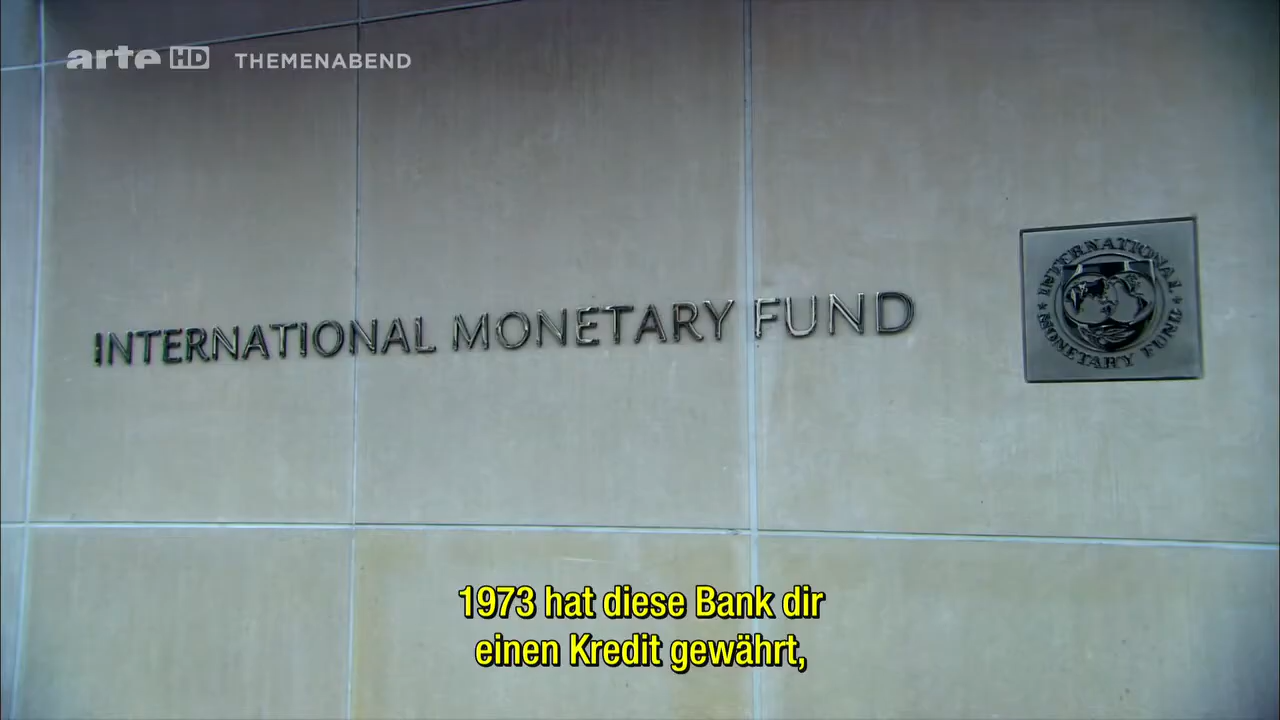 arte HD THEMENABEND
INTERNATIONAL MONETARY FUND
INTERNATIONAL
MONETARY FUND
1973 hat diese Bank dir
einen Kredit gewährt,